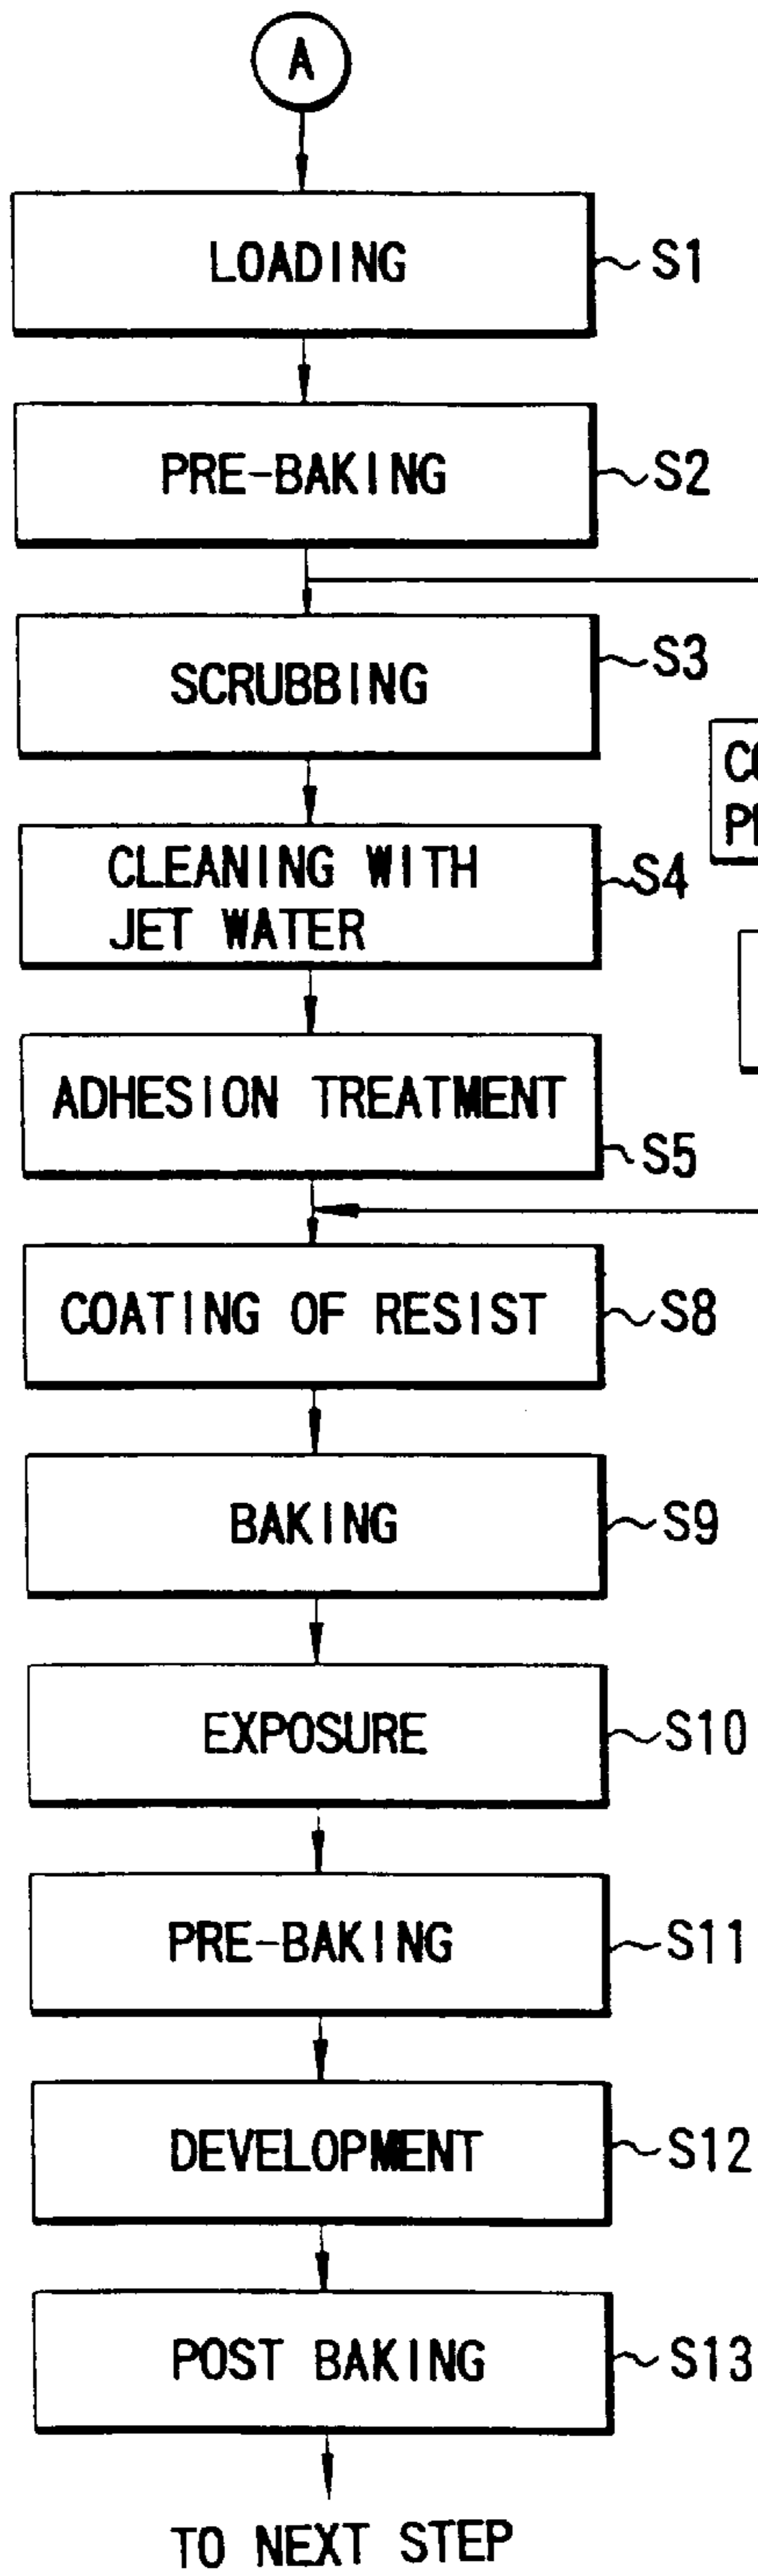 A
LOADING
S1
PRE-BAKING
S2
SCRUBBING
S3
CLEANING WITH
JET WATER
S4
ADHESION TREATMENT
S5
COATING OF RESIST
S8
BAKING
S9
EXPOSURE
S10
PRE-BAKING
S11
DEVELOPMENT
S12
POST BAKING
S13
TO NEXT STEP